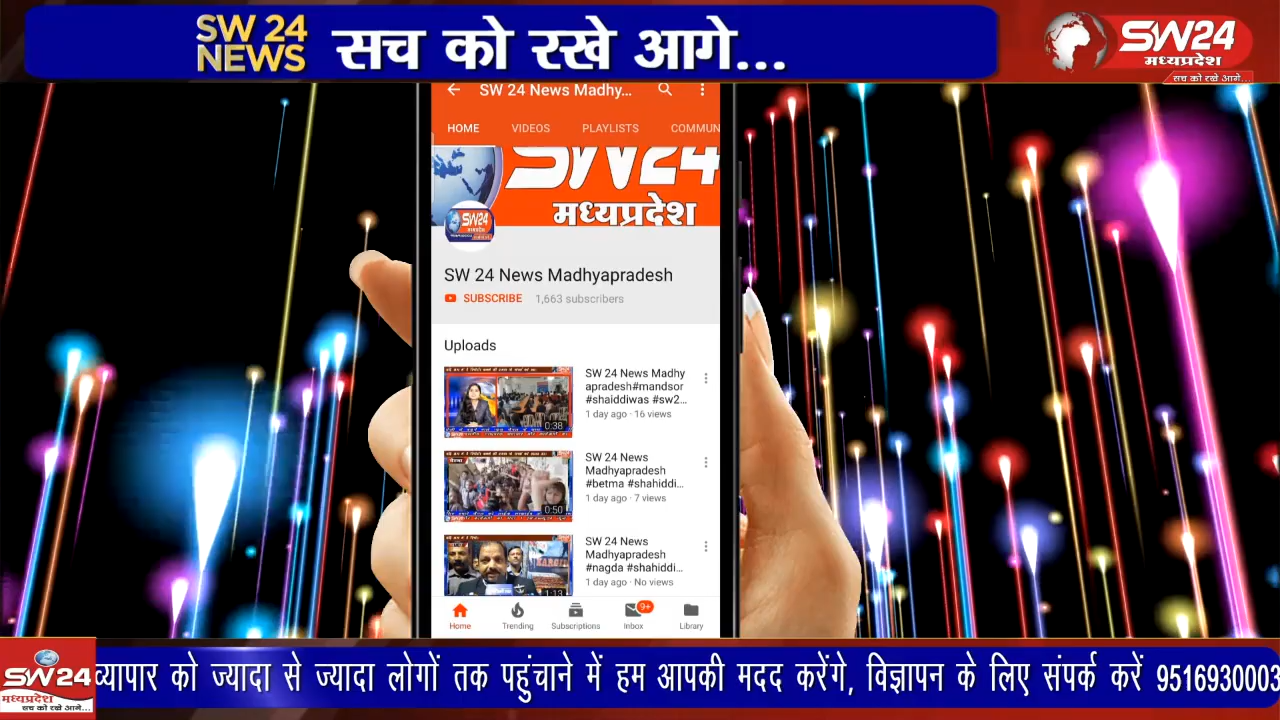 SW 24
NEWS
सच को रखे आगे...
SW24
मध्यप्रदेश
सच को रखे आगे...
SW 24 News Madhy...
HOME VIDEOS PLAYLISTS COMMUN
SW24
मध्यप्रदेश
SW24
SW 24 News Madhyapradesh
SUBSCRIBE 1,663 subscribers
Uploads
SW 24 News Madhy
apradesh#mandsor
#shaiddiwas #sw2...
1 day ago · 16 views
0:38
SW 24 News
Madhyapradesh
#betma #shahiddi...
1 day ago · 7 views
0:50
SW 24 News
Madhyapradesh
#nagda #shahiddi...
1 day ago · No views
1:13
Home Trending Subscriptions 9+ Inbox Library
SW24
मध्यप्रदेश
सच को रखे आगे...
व्यापार को ज्यादा से ज्यादा लोगों तक पहुंचाने में हम आपकी मदद करेंगे, विज्ञापन के लिए संपर्क करें 9516930003